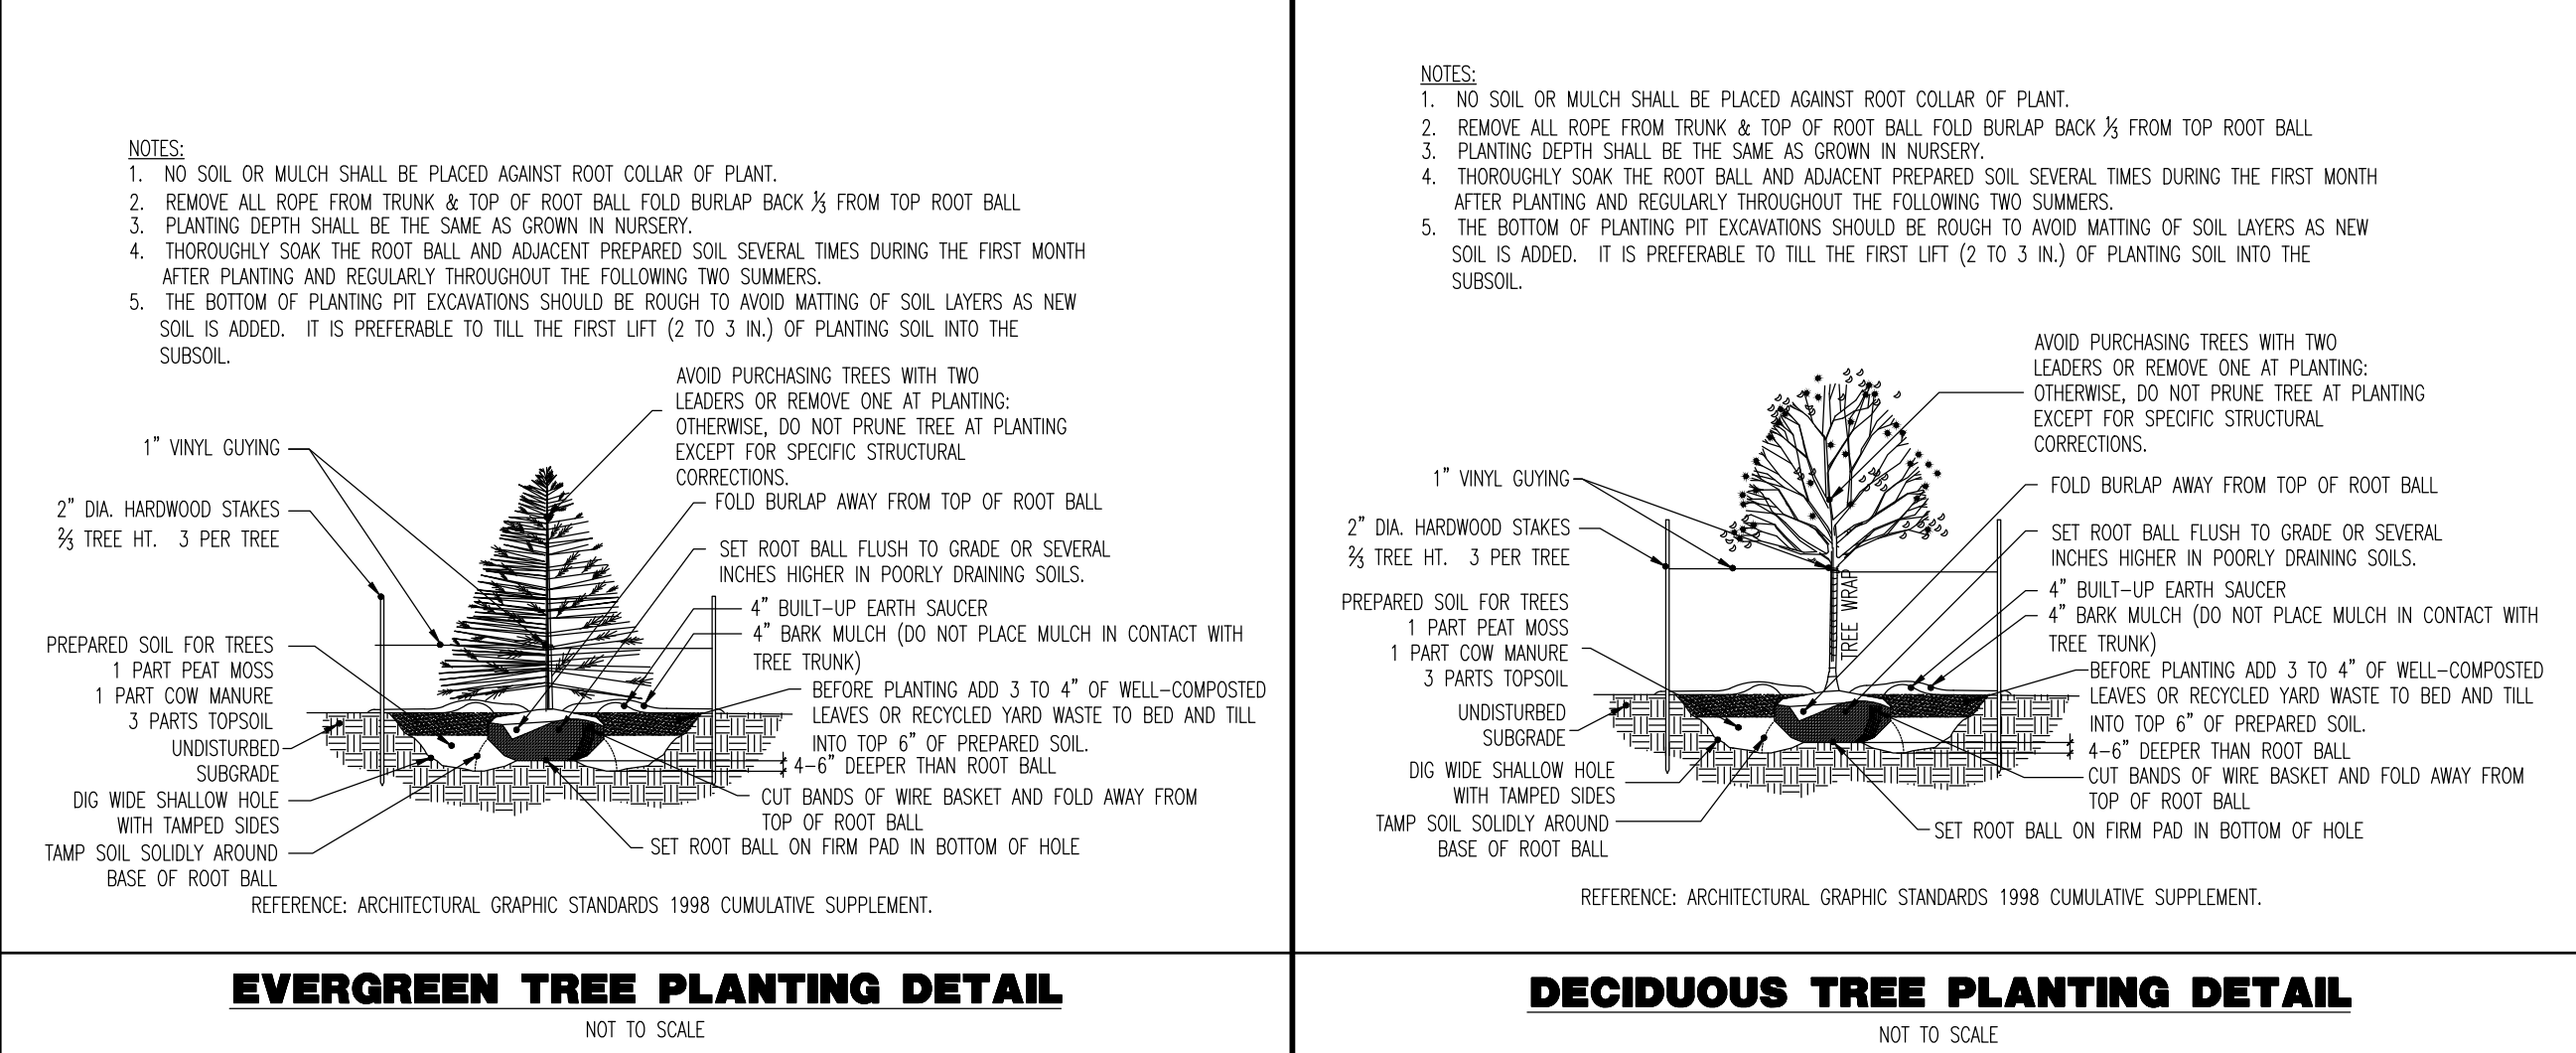 NOTES:
1. NO SOIL OR MULCH SHALL BE PLACED AGAINST ROOT COLLAR OF PLANT.
2. REMOVE ALL ROPE FROM TRUNK & TOP OF ROOT BALL FOLD BURLAP BACK ⅓ FROM TOP ROOT BALL
3. PLANTING DEPTH SHALL BE THE SAME AS GROWN IN NURSERY.
4. THOROUGHLY SOAK THE ROOT BALL AND ADJACENT PREPARED SOIL SEVERAL TIMES DURING THE FIRST MONTH
AFTER PLANTING AND REGULARLY THROUGHOUT THE FOLLOWING TWO SUMMERS.
5. THE BOTTOM OF PLANTING PIT EXCAVATIONS SHOULD BE ROUGH TO AVOID MATTING OF SOIL LAYERS AS NEW
SOIL IS ADDED. IT IS PREFERABLE TO TILL THE FIRST LIFT (2 TO 3 IN.) OF PLANTING SOIL INTO THE
SUBSOIL.
AVOID PURCHASING TREES WITH TWO
LEADERS OR REMOVE ONE AT PLANTING:
OTHERWISE, DO NOT PRUNE TREE AT PLANTING
EXCEPT FOR SPECIFIC STRUCTURAL
CORRECTIONS.
1" VINYL GUYING
2" DIA. HARDWOOD STAKES
⅔ TREE HT. 3 PER TREE
PREPARED SOIL FOR TREES
1 PART PEAT MOSS
1 PART COW MANURE
3 PARTS TOPSOIL
UNDISTURBED
SUBGRADE
DIG WIDE SHALLOW HOLE
WITH TAMPED SIDES
TAMP SOIL SOLIDLY AROUND
BASE OF ROOT BALL
FOLD BURLAP AWAY FROM TOP OF ROOT BALL
SET ROOT BALL FLUSH TO GRADE OR SEVERAL
INCHES HIGHER IN POORLY DRAINING SOILS.
4" BUILT-UP EARTH SAUCER
4" BARK MULCH (DO NOT PLACE MULCH IN CONTACT WITH
TREE TRUNK)
BEFORE PLANTING ADD 3 TO 4" OF WELL-COMPOSTED
LEAVES OR RECYCLED YARD WASTE TO BED AND TILL
INTO TOP 6" OF PREPARED SOIL.
4-6" DEEPER THAN ROOT BALL
CUT BANDS OF WIRE BASKET AND FOLD AWAY FROM
TOP OF ROOT BALL
SET ROOT BALL ON FIRM PAD IN BOTTOM OF HOLE
REFERENCE: ARCHITECTURAL GRAPHIC STANDARDS 1998 CUMULATIVE SUPPLEMENT.
EVERGREEN TREE PLANTING DETAIL
NOT TO SCALE
NOTES:
1. NO SOIL OR MULCH SHALL BE PLACED AGAINST ROOT COLLAR OF PLANT.
2. REMOVE ALL ROPE FROM TRUNK & TOP OF ROOT BALL FOLD BURLAP BACK ⅓ FROM TOP ROOT BALL
3. PLANTING DEPTH SHALL BE THE SAME AS GROWN IN NURSERY.
4. THOROUGHLY SOAK THE ROOT BALL AND ADJACENT PREPARED SOIL SEVERAL TIMES DURING THE FIRST MONTH
AFTER PLANTING AND REGULARLY THROUGHOUT THE FOLLOWING TWO SUMMERS.
5. THE BOTTOM OF PLANTING PIT EXCAVATIONS SHOULD BE ROUGH TO AVOID MATTING OF SOIL LAYERS AS NEW
SOIL IS ADDED. IT IS PREFERABLE TO TILL THE FIRST LIFT (2 TO 3 IN.) OF PLANTING SOIL INTO THE
SUBSOIL.
AVOID PURCHASING TREES WITH TWO
LEADERS OR REMOVE ONE AT PLANTING:
OTHERWISE, DO NOT PRUNE TREE AT PLANTING
EXCEPT FOR SPECIFIC STRUCTURAL
CORRECTIONS.
1" VINYL GUYING
2" DIA. HARDWOOD STAKES
⅔ TREE HT. 3 PER TREE
PREPARED SOIL FOR TREES
1 PART PEAT MOSS
1 PART COW MANURE
3 PARTS TOPSOIL
UNDISTURBED
SUBGRADE
DIG WIDE SHALLOW HOLE
WITH TAMPED SIDES
TAMP SOIL SOLIDLY AROUND
BASE OF ROOT BALL
TREE WRAP
FOLD BURLAP AWAY FROM TOP OF ROOT BALL
SET ROOT BALL FLUSH TO GRADE OR SEVERAL
INCHES HIGHER IN POORLY DRAINING SOILS.
4" BUILT-UP EARTH SAUCER
4" BARK MULCH (DO NOT PLACE MULCH IN CONTACT WITH
TREE TRUNK)
BEFORE PLANTING ADD 3 TO 4" OF WELL-COMPOSTED
LEAVES OR RECYCLED YARD WASTE TO BED AND TILL
INTO TOP 6" OF PREPARED SOIL.
4-6" DEEPER THAN ROOT BALL
CUT BANDS OF WIRE BASKET AND FOLD AWAY FROM
TOP OF ROOT BALL
SET ROOT BALL ON FIRM PAD IN BOTTOM OF HOLE
REFERENCE: ARCHITECTURAL GRAPHIC STANDARDS 1998 CUMULATIVE SUPPLEMENT.
DECIDUOUS TREE PLANTING DETAIL
NOT TO SCALE